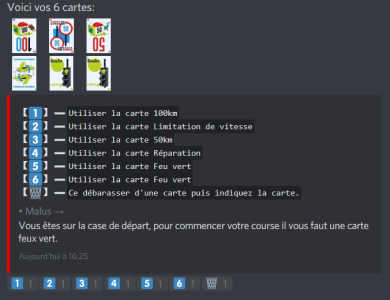 Voici vos 6 cartes:
100
50
【1】 — Utiliser la carte 100km
【2】 — Utiliser la carte Limitation de vitesse
【3】 — Utiliser la carte 50km
【4】 — Utiliser la carte Réparation
【5】 — Utiliser la carte Feu vert
【6】 — Utiliser la carte Feu vert
【🗑】 — Ce débarasser d'une carte puis indiquez la carte.
• Malus →
Vous êtes sur la case de départ, pour commencer votre course il vous faut une carte
feux vert.
Aujourd'hui à 16:25
1 1 2 1 3 1 4 1 5 1 6 1 🗑 1